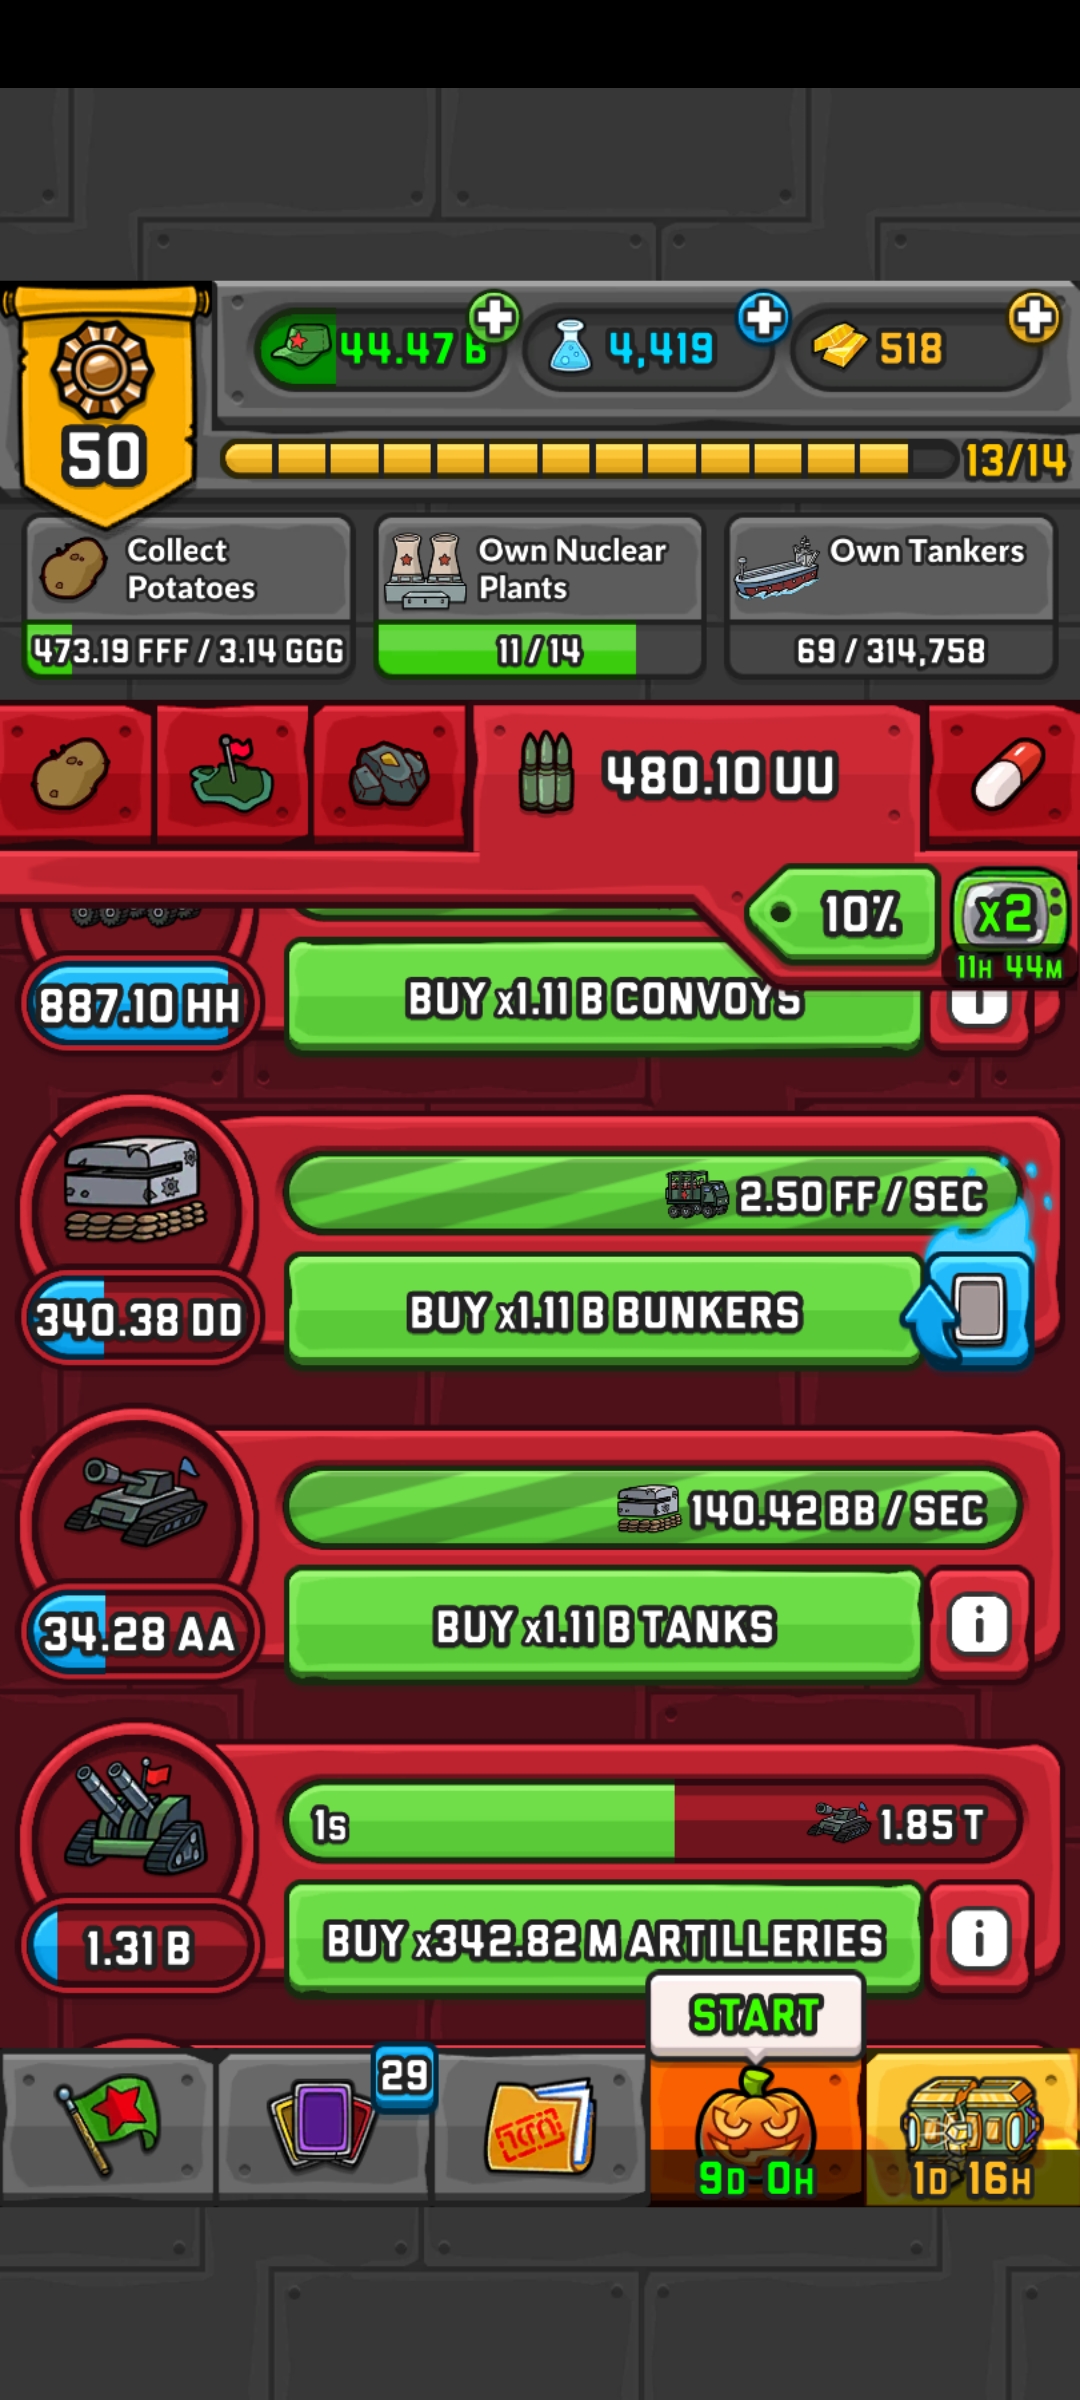 44.47 B
4,419
518
50
13/14
Collect
Potatoes
Own Nuclear
Plants
Own Tankers
473.19 FFF / 3.14 GGG
11 / 14
69 / 314,758
480.10 UU
10%
x2
11H 44M
887.10 HH
BUY x1.11 B CONVOYS
i
2.50 FF / SEC
340.38 DD
BUY x1.11 B BUNKERS
140.42 BB / SEC
34.28 AA
BUY x1.11 B TANKS
i
1s
1.85 T
1.31 B
BUY x342.82 M ARTILLERIES
i
START
29
9D 0H
1D 16H